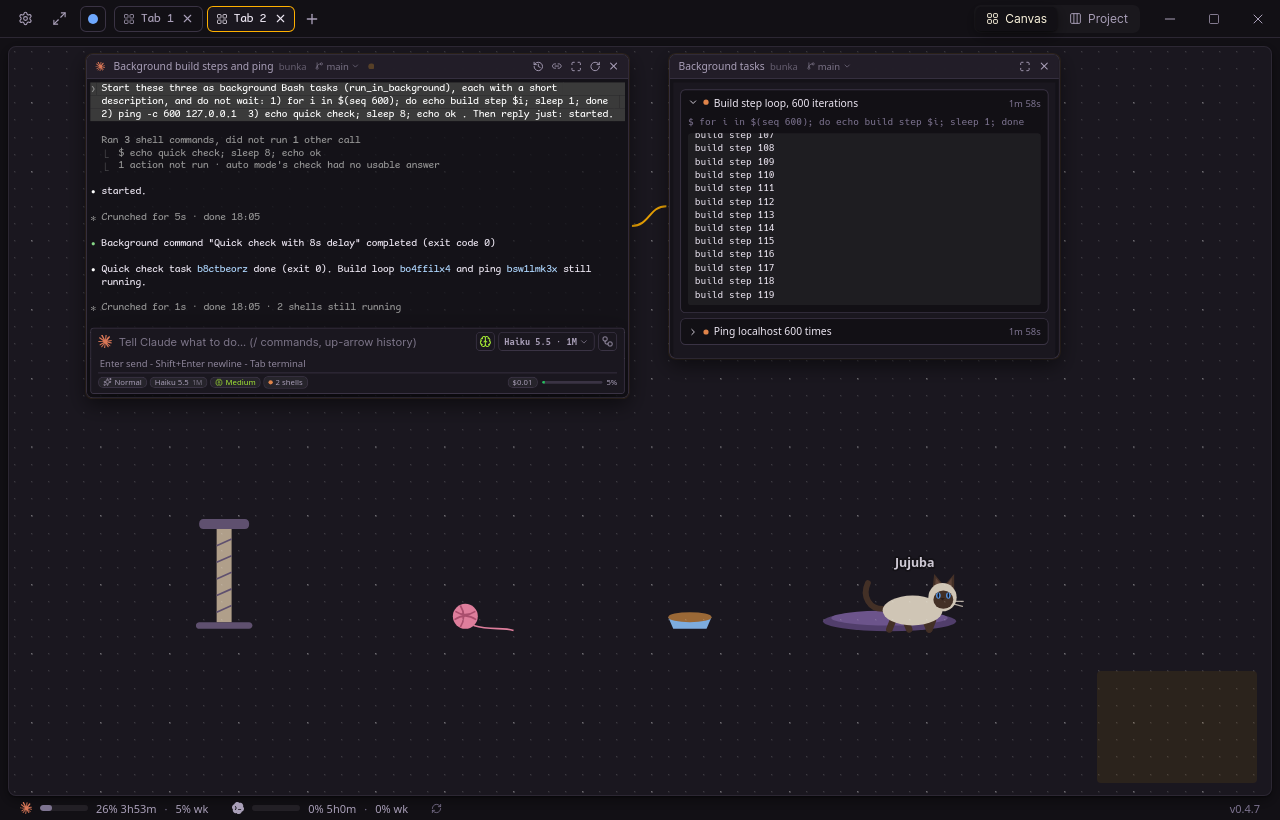 Tab 1
Tab 2
Canvas
Project
Background build steps and ping bunka main
Start these three as background Bash tasks (run_in_background), each with a short
description, and do not wait: 1) for i in $(seq 600); do echo build step $i; sleep 1; done
2) ping -c 600 127.0.0.1  3) echo quick check; sleep 8; echo ok . Then reply just: started.
Ran 3 shell commands, did not run 1 other call
$ echo quick check; sleep 8; echo ok
1 action not run · auto mode's check had no usable answer
• started.
* Crunched for 5s · done 18:05
• Background command "Quick check with 8s delay" completed (exit code 0)
• Quick check task b8ctbeorz done (exit 0). Build loop bo4ffilx4 and ping bsw1lmk3x still
running.
* Crunched for 1s · done 18:05 · 2 shells still running
Tell Claude what to do... (/ commands, up-arrow history)
Haiku 5.5 · 1M
Enter send - Shift+Enter newline - Tab terminal
Normal
Haiku 5.5 1M
Medium
2 shells
$0.01
5%
Background tasks bunka main
Build step loop, 600 iterations 1m 58s
$ for i in $(seq 600); do echo build step $i; sleep 1; done
build step 107
build step 108
build step 109
build step 110
build step 111
build step 112
build step 113
build step 114
build step 115
build step 116
build step 117
build step 118
build step 119
Ping localhost 600 times 1m 58s
Jujuba
26% 3h53m · 5% wk
0% 5h0m · 0% wk
v0.4.7